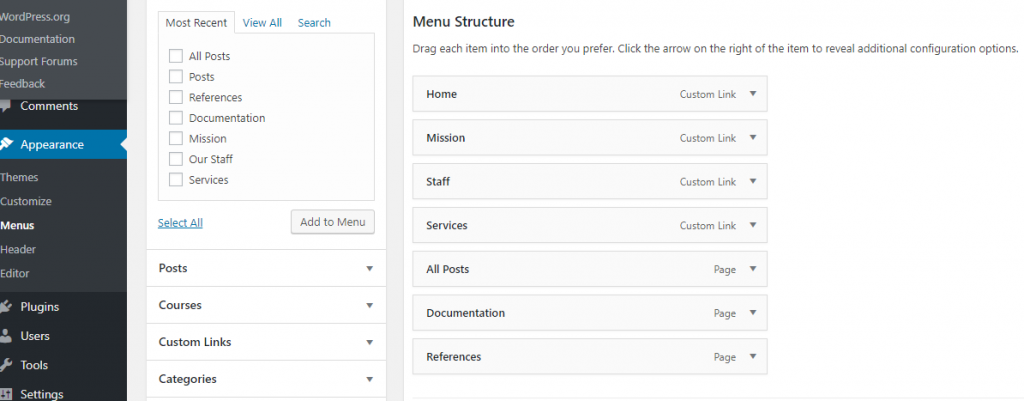 WordPress.org
Documentation
Support Forums
Feedback
Comments
Appearance
Themes
Customize
Menus
Header
Editor
Plugins
Users
Tools
Settings
Most Recent View All Search
All Posts
Posts
References
Documentation
Mission
Our Staff
Services
Select All Add to Menu
Posts
Courses
Custom Links
Categories
Menu Structure
Drag each item into the order you prefer. Click the arrow on the right of the item to reveal additional configuration options.
Home Custom Link
Mission Custom Link
Staff Custom Link
Services Custom Link
All Posts Page
Documentation Page
References Page